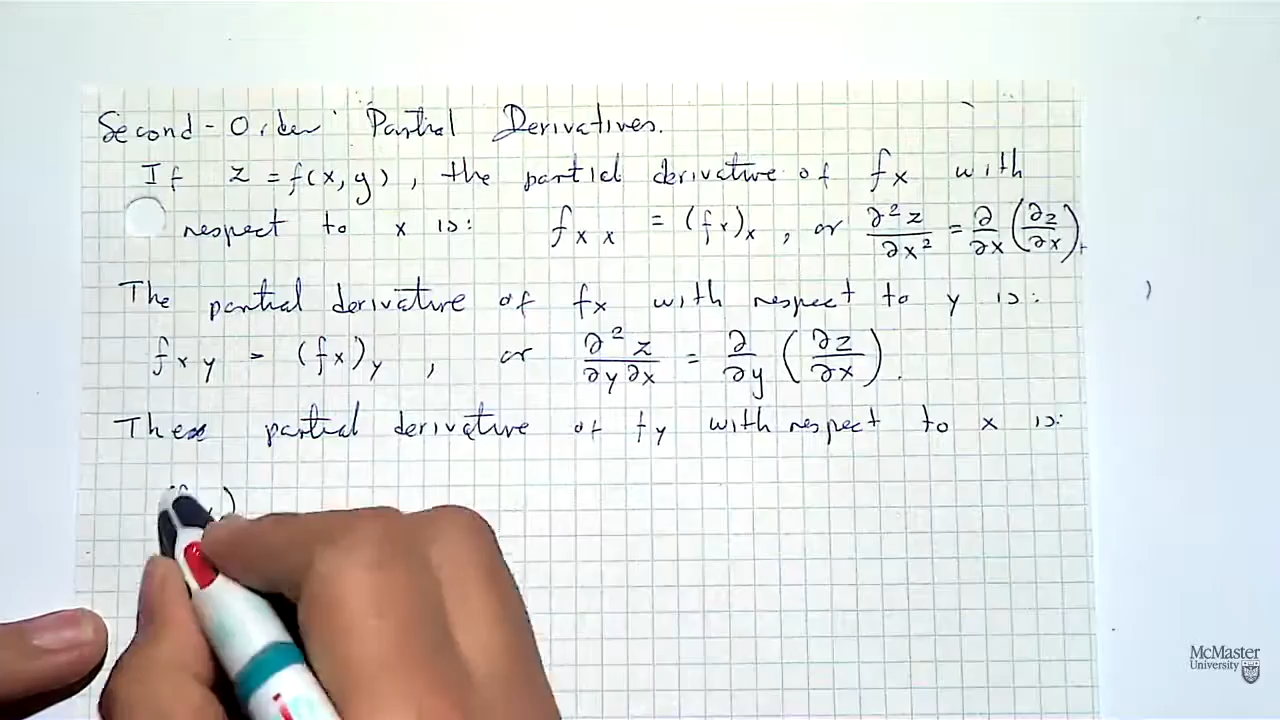 Second-Order Partial Derivatives.
If z = f(x,y), the partial derivative of fx with
respect to x is: fxx = (fx)x, or ∂²z/∂x² = ∂/∂x (∂z/∂x).
The partial derivative of fx with respect to y is:
fxy = (fx)y, or ∂²z/∂y∂x = ∂/∂y (∂z/∂x).
The partial derivative of fy with respect to x is:
McMaster
University